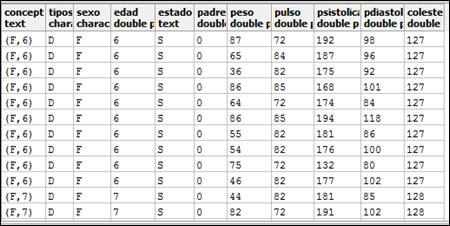 concept tipos sexo edad estado padre peso pulso psistolic pdiastol coleste
text chara charac double p text double double p double p double p double p double
(F,6) D F 6 S 0 87 72 192 98 127
(F,6) D F 6 S 0 65 84 187 96 127
(F,6) D F 6 S 0 36 82 175 92 127
(F,6) D F 6 S 0 86 85 168 101 127
(F,6) D F 6 S 0 64 72 174 84 127
(F,6) D F 6 S 0 86 85 194 118 127
(F,6) D F 6 S 0 55 82 181 86 127
(F,6) D F 6 S 0 54 82 176 100 127
(F,6) D F 6 S 0 75 72 132 80 127
(F,6) D F 6 S 0 46 82 177 102 127
(F,7) D F 7 S 0 44 82 181 85 128
(F,7) D F 7 S 0 82 72 191 102 128